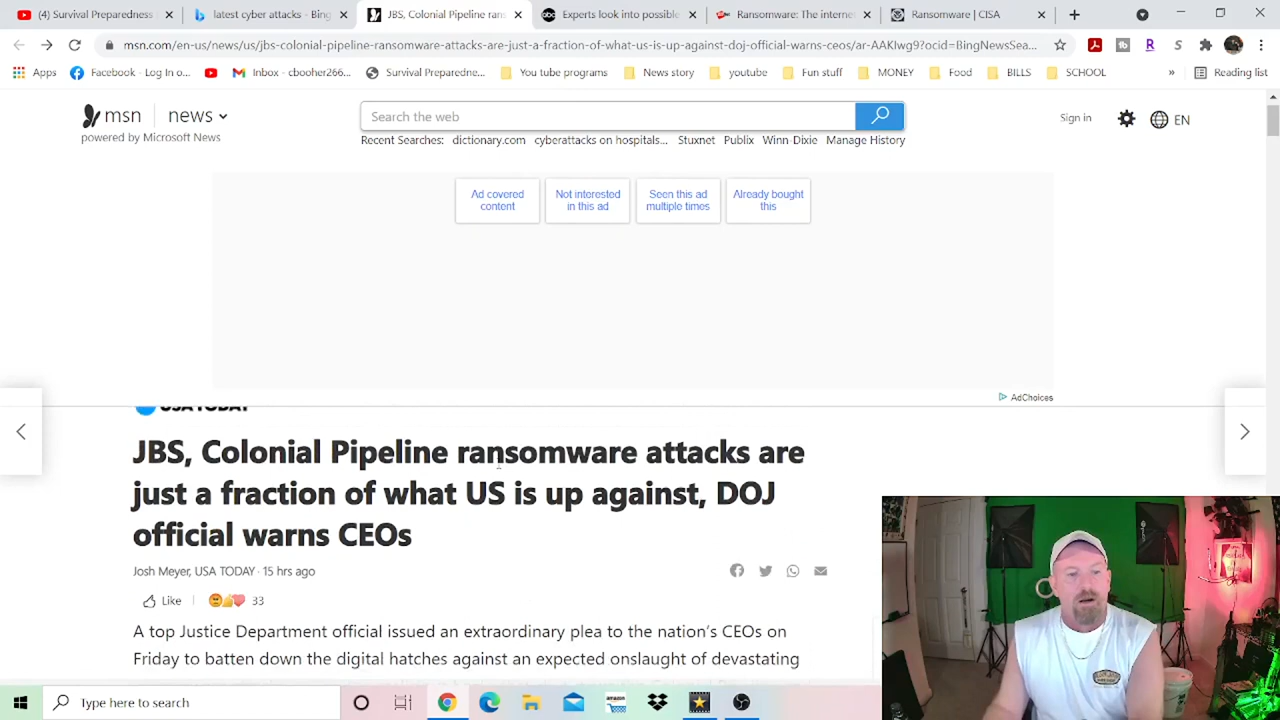 (4) Survival Preparedness
latest cyber attacks - Bing
JBS, Colonial Pipeline rans
Experts look into possible
Ransomware: The interne
Ransomware | CISA
msn.com/en-us/news/us/jbs-colonial-pipeline-ransomware-attacks-are-just-a-fraction-of-what-us-is-up-against-doj-official-warns-ceos/ar-AAKIwg9?ocid=BingNewsSea...
Apps
Facebook - Log In o...
Inbox - cbooher266...
Survival Preparedne...
You tube programs
News story
youtube
Fun stuff
MONEY
Food
BILLS
SCHOOL
»
Reading list
msn
news
powered by Microsoft News
Search the web
Sign in
EN
Recent Searches: dictionary.com cyberattacks on hospitals... Stuxnet Publix Winn-Dixie Manage History
Ad covered
content
Not interested
in this ad
Seen this ad
multiple times
Already bought
this
AdChoices
USA TODAY
JBS, Colonial Pipeline ransomware attacks are
just a fraction of what US is up against, DOJ
official warns CEOs
Josh Meyer, USA TODAY · 15 hrs ago
Like
33
A top Justice Department official issued an extraordinary plea to the nation's CEOs on
Friday to batten down the digital hatches against an expected onslaught of devastating
Type here to search
amazon